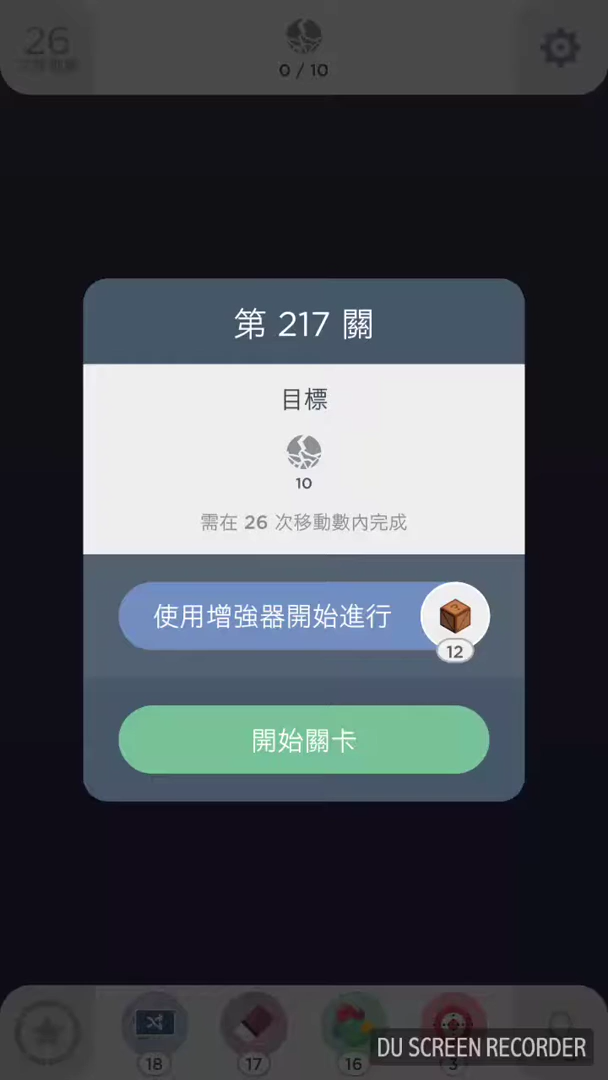 26
0 / 10
第 217 關
目標
10
需在 26 次移動數內完成
使用增強器開始進行
12
開始關卡
18
17
16
3
DU SCREEN RECORDER